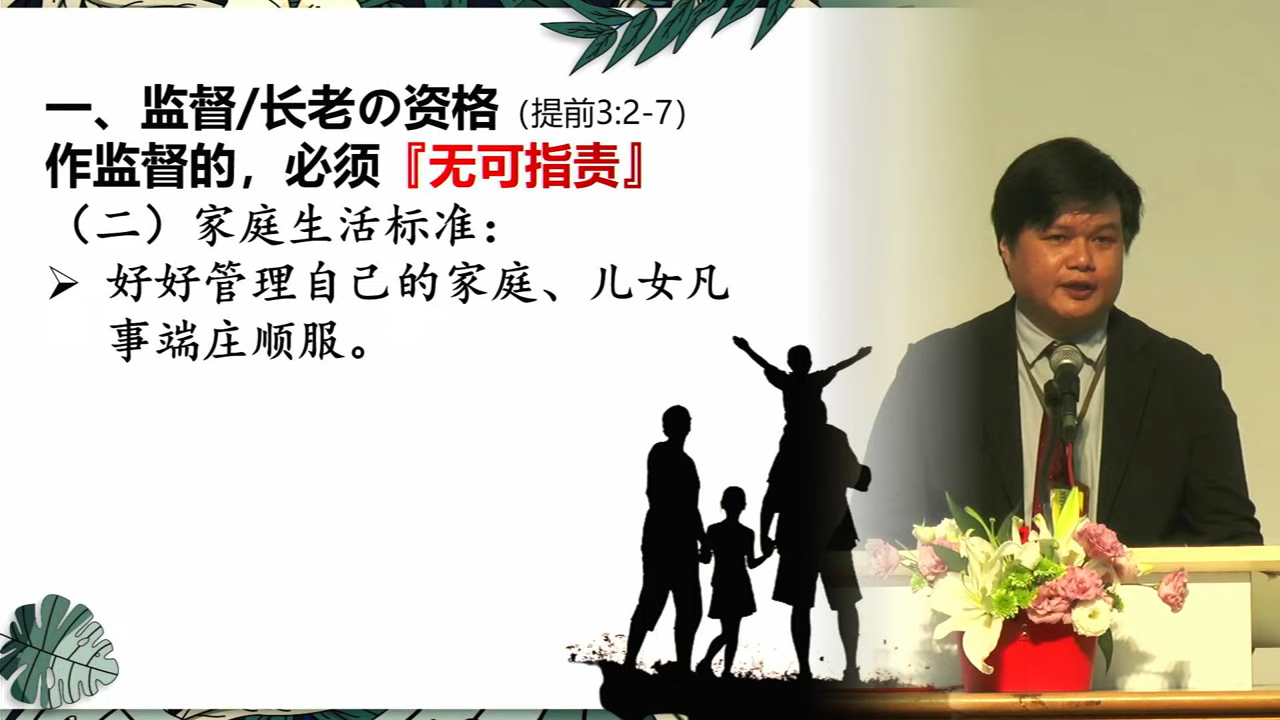 一、监督/长老の资格（提前3:2-7）
作监督的，必须『无可指责』
（二）家庭生活标准：
➢ 好好管理自己的家庭、儿女凡
事端庄顺服。